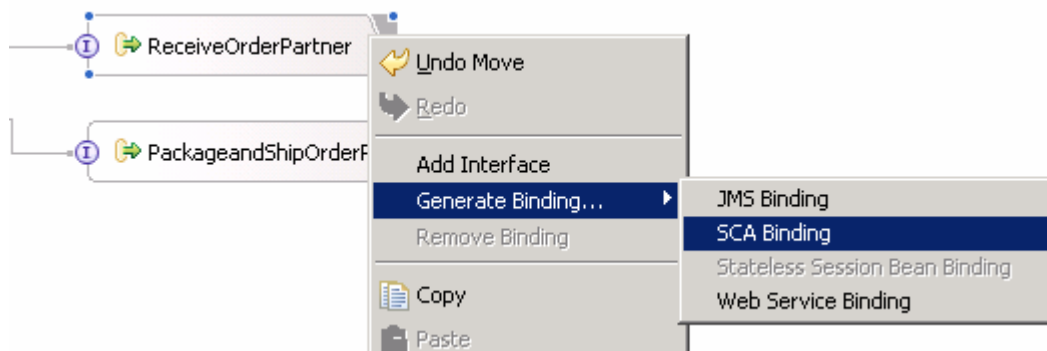 ReceiveOrderPartner
PackageandShipOrderP
Undo Move
Redo
Add Interface
Generate Binding...
Remove Binding
Copy
Paste
JMS Binding
SCA Binding
Stateless Session Bean Binding
Web Service Binding